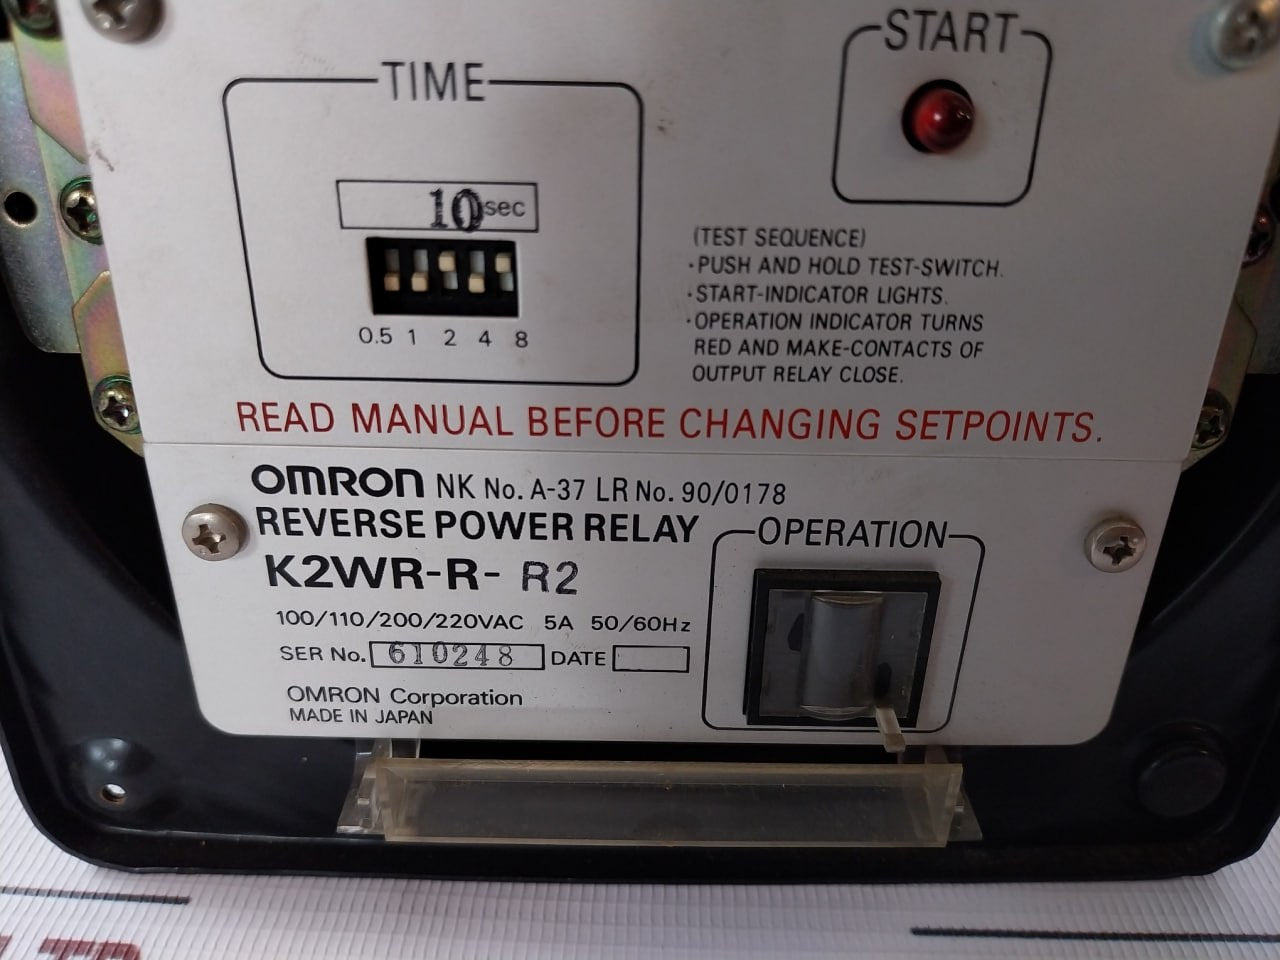 TIME
START
10sec
0.5 1 2 4 8
(TEST SEQUENCE)
·PUSH AND HOLD TEST-SWITCH.
·START-INDICATOR LIGHTS.
·OPERATION INDICATOR TURNS
RED AND MAKE-CONTACTS OF
OUTPUT RELAY CLOSE.
READ MANUAL BEFORE CHANGING SETPOINTS.
OMRON NK No. A-37 LR No. 90/0178
REVERSE POWER RELAY
OPERATION
K2WR-R- R2
100/110/200/220VAC 5A 50/60Hz
SER No. 610248 DATE
OMRON Corporation
MADE IN JAPAN